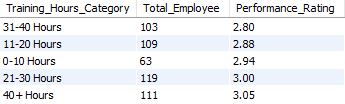 Training_Hours_Category Total_Employee Performance_Rating
31-40 Hours 103 2.80
11-20 Hours 109 2.88
0-10 Hours 63 2.94
21-30 Hours 119 3.00
40+ Hours 111 3.05